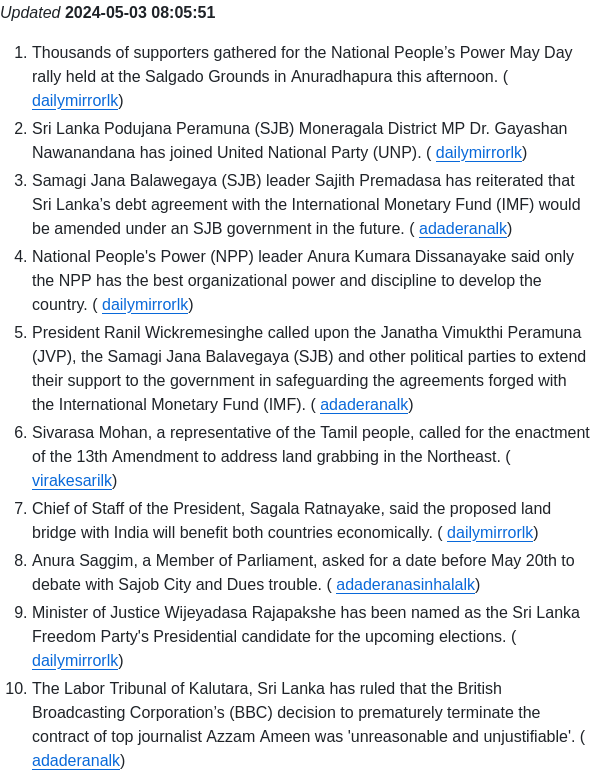 Updated 2024-05-03 08:05:51
1. Thousands of supporters gathered for the National People’s Power May Day
rally held at the Salgado Grounds in Anuradhapura this afternoon. (
dailymirrorlk)
2. Sri Lanka Podujana Peramuna (SJB) Moneragala District MP Dr. Gayashan
Nawanandana has joined United National Party (UNP). ( dailymirrorlk)
3. Samagi Jana Balawegaya (SJB) leader Sajith Premadasa has reiterated that
Sri Lanka’s debt agreement with the International Monetary Fund (IMF) would
be amended under an SJB government in the future. ( adaderanalk)
4. National People's Power (NPP) leader Anura Kumara Dissanayake said only
the NPP has the best organizational power and discipline to develop the
country. ( dailymirrorlk)
5. President Ranil Wickremesinghe called upon the Janatha Vimukthi Peramuna
(JVP), the Samagi Jana Balavegaya (SJB) and other political parties to extend
their support to the government in safeguarding the agreements forged with
the International Monetary Fund (IMF). ( adaderanalk)
6. Sivarasa Mohan, a representative of the Tamil people, called for the enactment
of the 13th Amendment to address land grabbing in the Northeast. (
virakesarilk)
7. Chief of Staff of the President, Sagala Ratnayake, said the proposed land
bridge with India will benefit both countries economically. ( dailymirrorlk)
8. Anura Saggim, a Member of Parliament, asked for a date before May 20th to
debate with Sajob City and Dues trouble. ( adaderanasinhalalk)
9. Minister of Justice Wijeyadasa Rajapakshe has been named as the Sri Lanka
Freedom Party's Presidential candidate for the upcoming elections. (
dailymirrorlk)
10. The Labor Tribunal of Kalutara, Sri Lanka has ruled that the British
Broadcasting Corporation’s (BBC) decision to prematurely terminate the
contract of top journalist Azzam Ameen was 'unreasonable and unjustifiable'. (
adaderanalk)